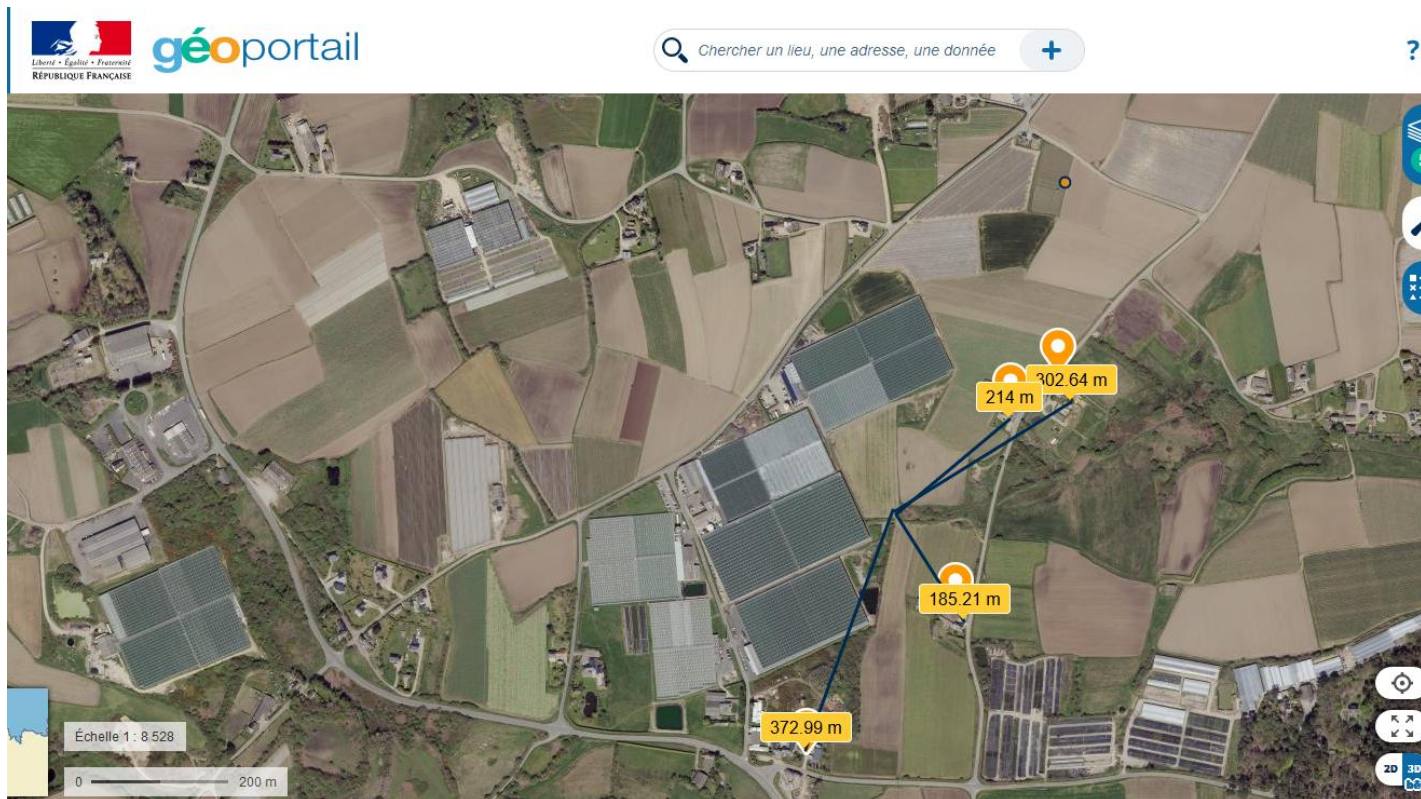 Liberté • Égalité • Fraternité
RÉPUBLIQUE FRANÇAISE
géoportail
Chercher un lieu, une adresse, une donnée
+
?
302.64 m
214 m
185.21 m
372.99 m
Échelle 1 : 8 528
0 200 m
2D 3D